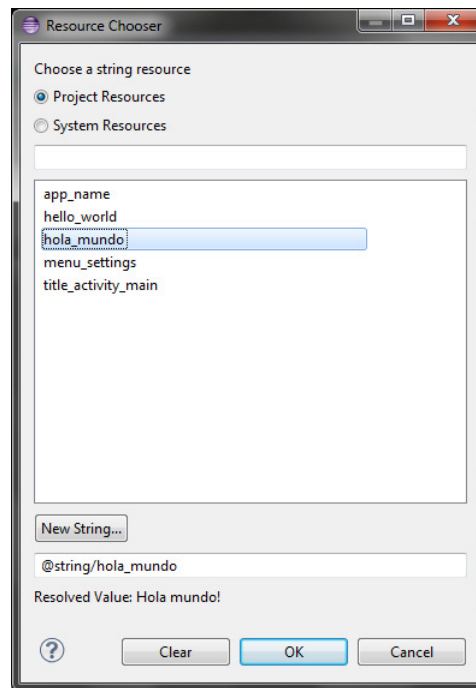 Resource Chooser
Choose a string resource
Project Resources
System Resources
app_name
hello_world
hola_mundo
menu_settings
title_activity_main
New String...
@string/hola_mundo
Resolved Value: Hola mundo!
? Clear OK Cancel